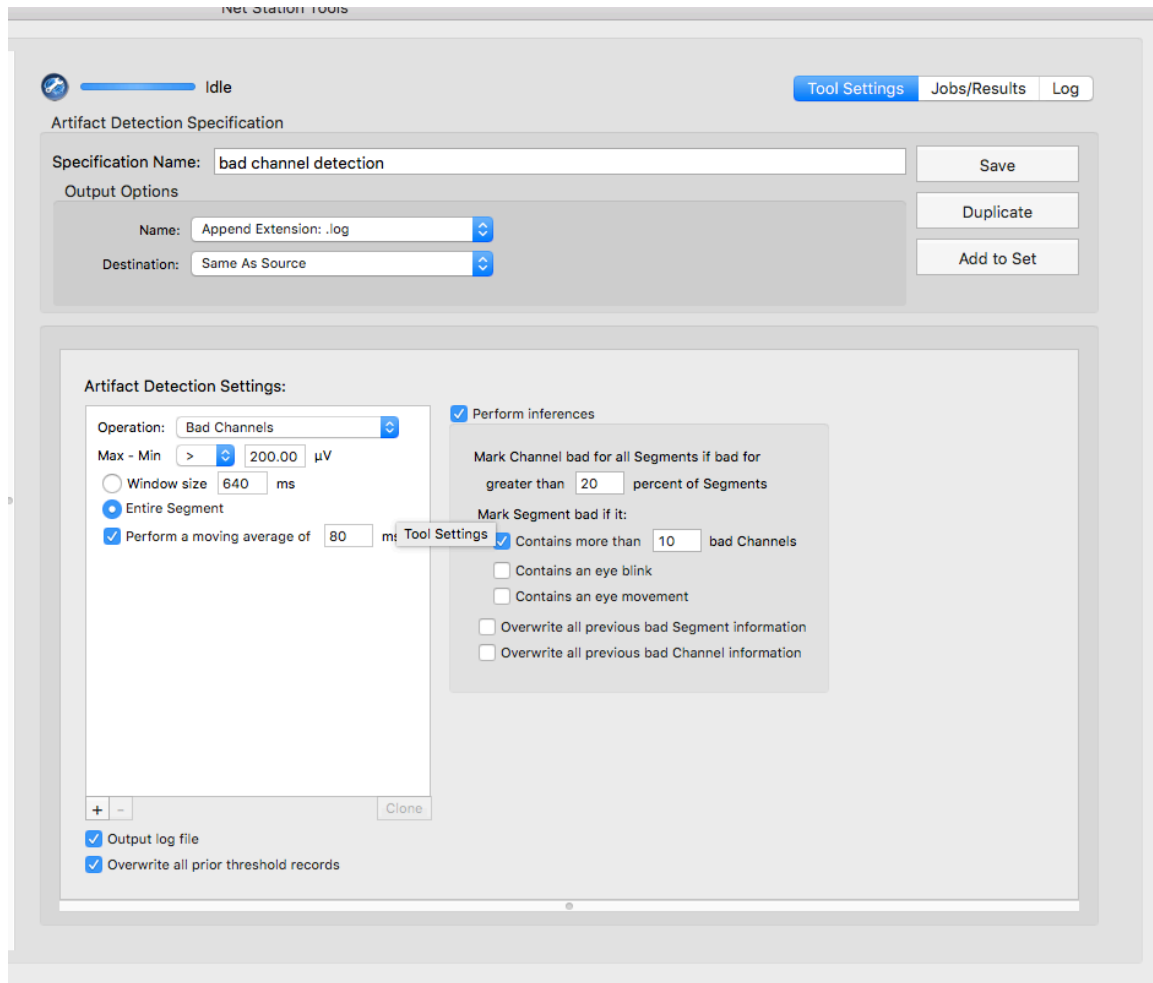 Net Station Tools
Idle
Tool Settings Jobs/Results Log
Artifact Detection Specification
Specification Name: bad channel detection
Save
Output Options
Duplicate
Name: Append Extension: .log
Add to Set
Destination: Same As Source
Artifact Detection Settings:
Operation: Bad Channels
Max - Min > 200.00 µV
Window size 640 ms
Entire Segment
Perform a moving average of 80 ms
Tool Settings
+ -
Clone
Output log file
Overwrite all prior threshold records
Perform inferences
Mark Channel bad for all Segments if bad for
greater than 20 percent of Segments
Mark Segment bad if it:
Contains more than 10 bad Channels
Contains an eye blink
Contains an eye movement
Overwrite all previous bad Segment information
Overwrite all previous bad Channel information